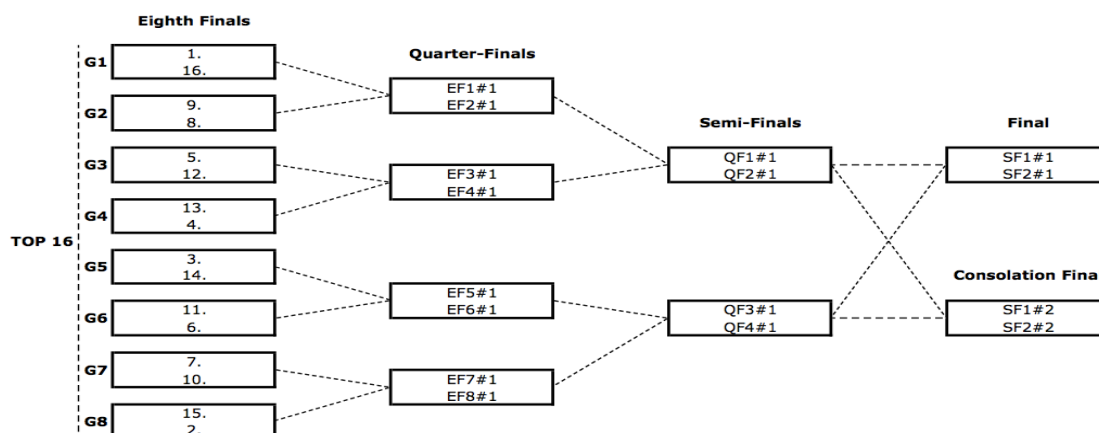 Eighth Finals
G1
1.
16.
G2
9.
8.
G3
5.
12.
G4
13.
4.
TOP 16
G5
3.
14.
G6
11.
6.
G7
7.
10.
G8
15.
2.
Quarter-Finals
EF1#1
EF2#1
EF3#1
EF4#1
EF5#1
EF6#1
EF7#1
EF8#1
Semi-Finals
QF1#1
QF2#1
QF3#1
QF4#1
Final
SF1#1
SF2#1
Consolation Final
SF1#2
SF2#2